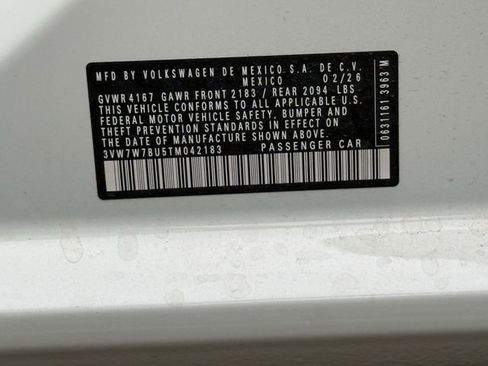 MFD BY VOLKSWAGEN DE MEXICO S.A. DE C.V.
02/26
GVWR 4167 GAWR FRONT 2183 / REAR 2094 LBS
THIS VEHICLE CONFORMS TO ALL APPLICABLE
FEDERAL MOTOR VEHICLE SAFETY, BUMPER AND
THEFT PREVENTION STANDARDS IN EFFECT ON
THE DATE OF MANUFACTURE SHOWN ABOVE.
3VW7W7BU5TM042183 PASSENGER CAR
0631161 3963 M